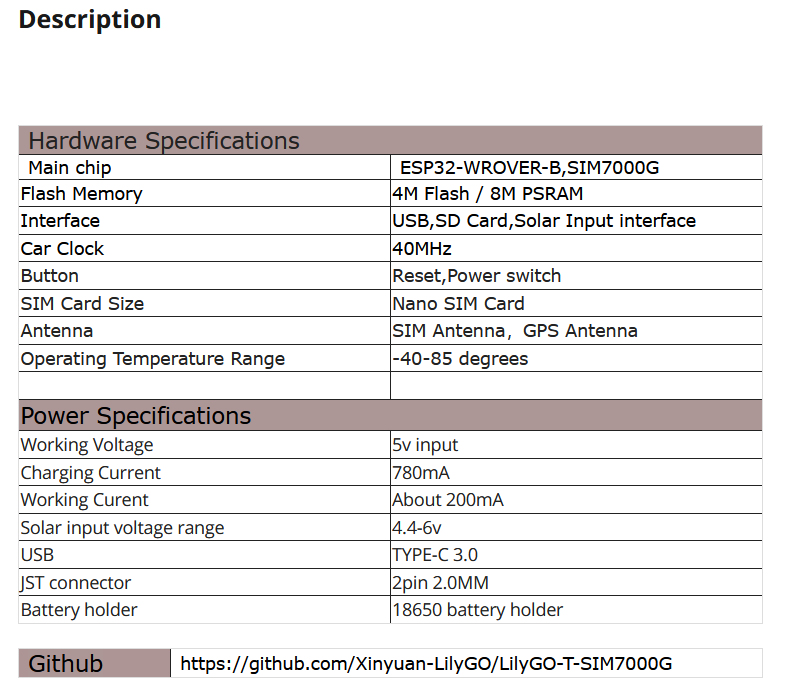 Description
Hardware Specifications
Main chip ESP32-WROVER-B,SIM7000G
Flash Memory 4M Flash / 8M PSRAM
Interface USB,SD Card,Solar Input interface
Car Clock 40MHz
Button Reset,Power switch
SIM Card Size Nano SIM Card
Antenna SIM Antenna，GPS Antenna
Operating Temperature Range -40-85 degrees
Power Specifications
Working Voltage 5v input
Charging Current 780mA
Working Curent About 200mA
Solar input voltage range 4.4-6v
USB TYPE-C 3.0
JST connector 2pin 2.0MM
Battery holder 18650 battery holder
Github https://github.com/Xinyuan-LilyGO/LilyGO-T-SIM7000G